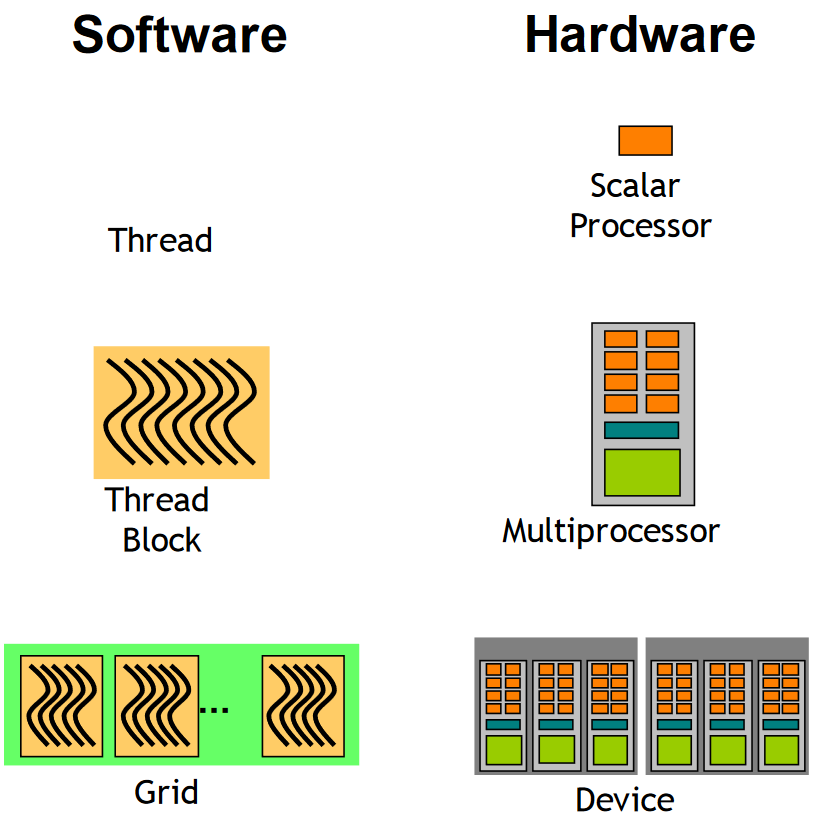 Software
Hardware
Scalar
Processor
Thread
Thread
Block
Multiprocessor
...
Grid
Device